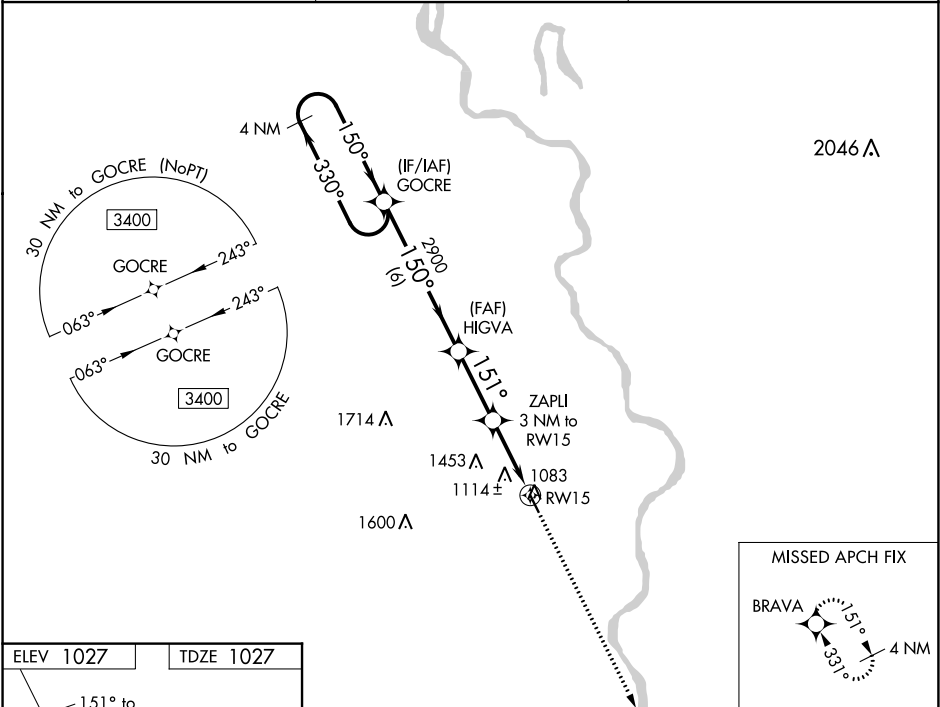 4 NM
150°
330°
(IF/IAF)
GOCRE
2046
30 NM to GOCRE (NoPT)
3400
GOCRE
243°
063°
243°
063°
GOCRE
3400
30 NM to GOCRE
2900
150°
(6)
(FAF)
HIGVA
151°
ZAPLI
3 NM to
RW15
1714
1453
1114 ±
1083
RW15
1600
MISSED APCH FIX
BRAVA
151°
331°
4 NM
ELEV 1027
TDZE 1027
151° to